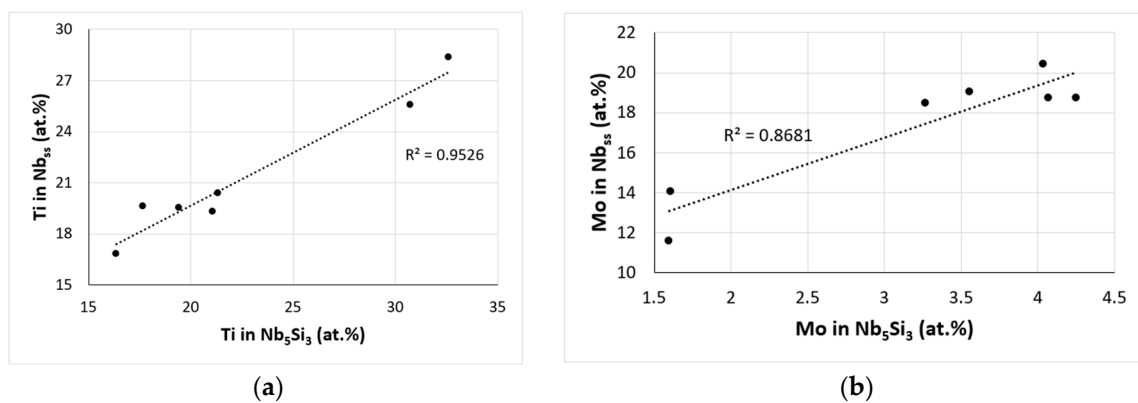 30
27
24
21
18
15
Ti in Nbss (at.%)
R² = 0.9526
15 20 25 30 35
Ti in Nb5Si3 (at.%)
(a)
22
20
18
16
14
12
10
Mo in Nbss (at.%)
R² = 0.8681
1.5 2 2.5 3 3.5 4 4.5
Mo in Nb5Si3 (at.%)
(b)